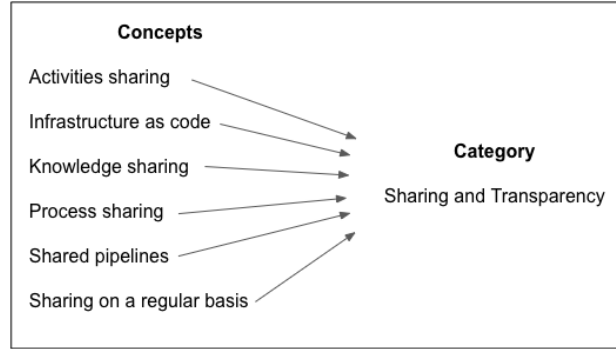 Concepts
Activities sharing
Infrastructure as code
Knowledge sharing
Process sharing
Shared pipelines
Sharing on a regular basis
Category
Sharing and Transparency